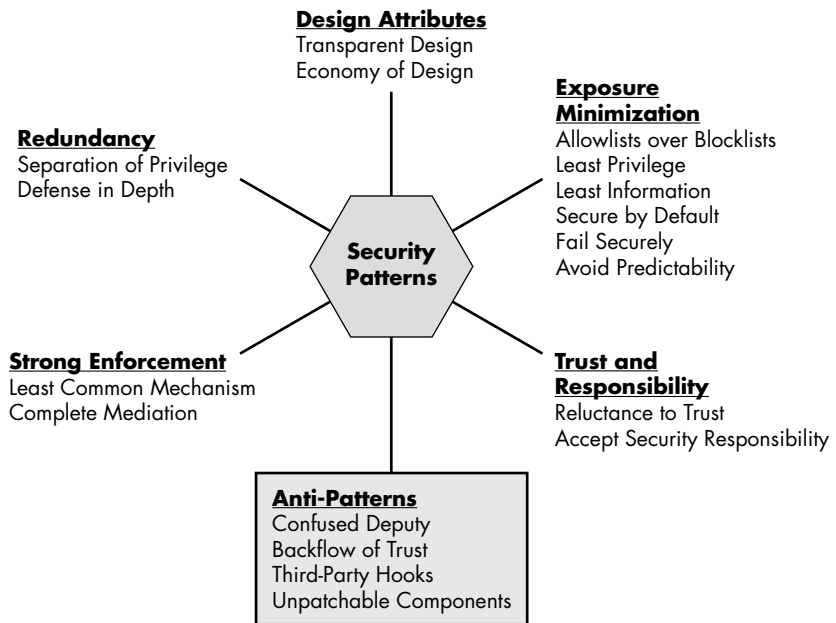 Design Attributes
Transparent Design
Economy of Design
Exposure
Minimization
Allowlists over Blocklists
Least Privilege
Least Information
Secure by Default
Fail Securely
Avoid Predictability
Redundancy
Separation of Privilege
Defense in Depth
Security
Patterns
Strong Enforcement
Least Common Mechanism
Complete Mediation
Trust and
Responsibility
Reluctance to Trust
Accept Security Responsibility
Anti-Patterns
Confused Deputy
Backflow of Trust
Third-Party Hooks
Unpatchable Components